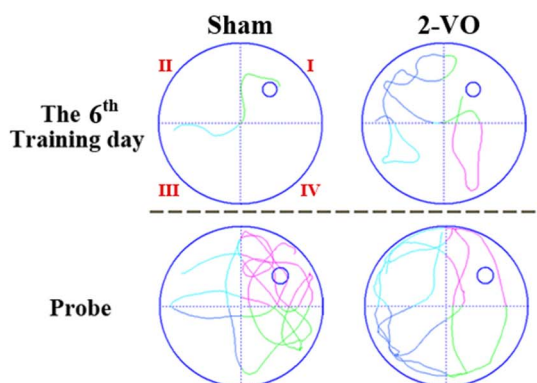 Sham 2-VO
II I
The 6th
Training day
III IV
Probe